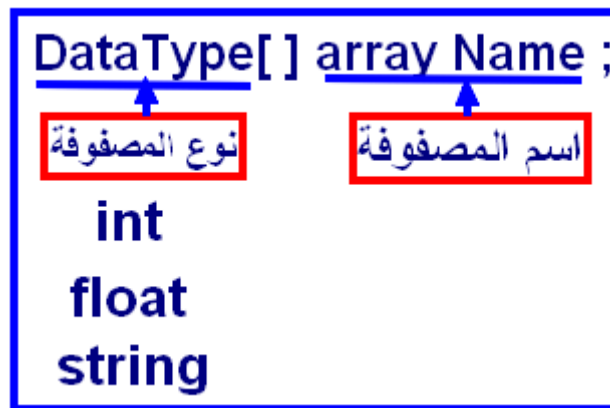 DataType[ ] array Name ;
نوع المصفوفة
اسم المصفوفة
int
float
string